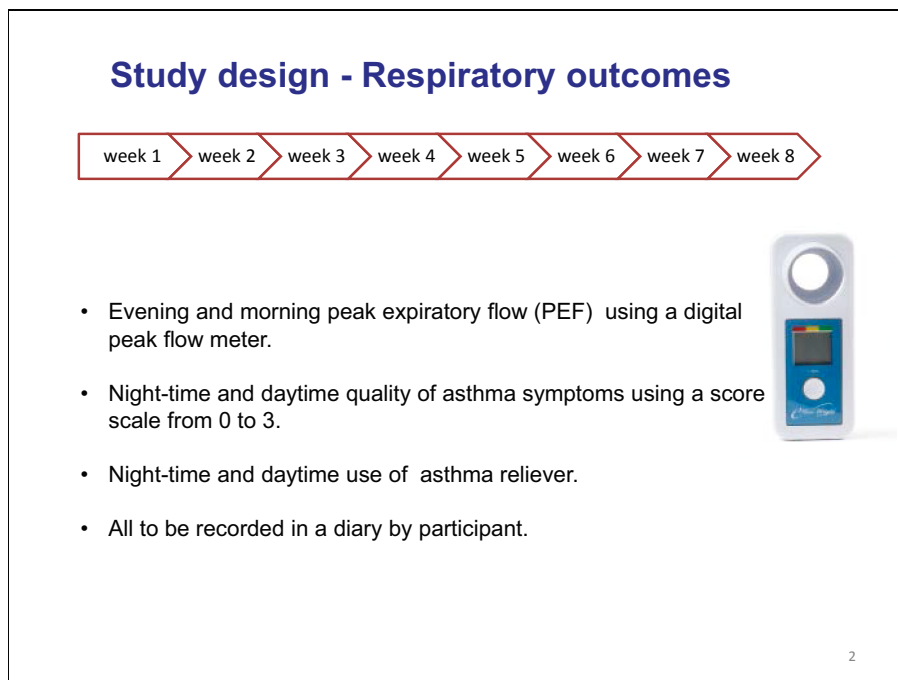 Study design - Respiratory outcomes
week 1 week 2 week 3 week 4 week 5 week 6 week 7 week 8
• Evening and morning peak expiratory flow (PEF) using a digital
peak flow meter.
• Night-time and daytime quality of asthma symptoms using a score
scale from 0 to 3.
• Night-time and daytime use of asthma reliever.
• All to be recorded in a diary by participant.
2